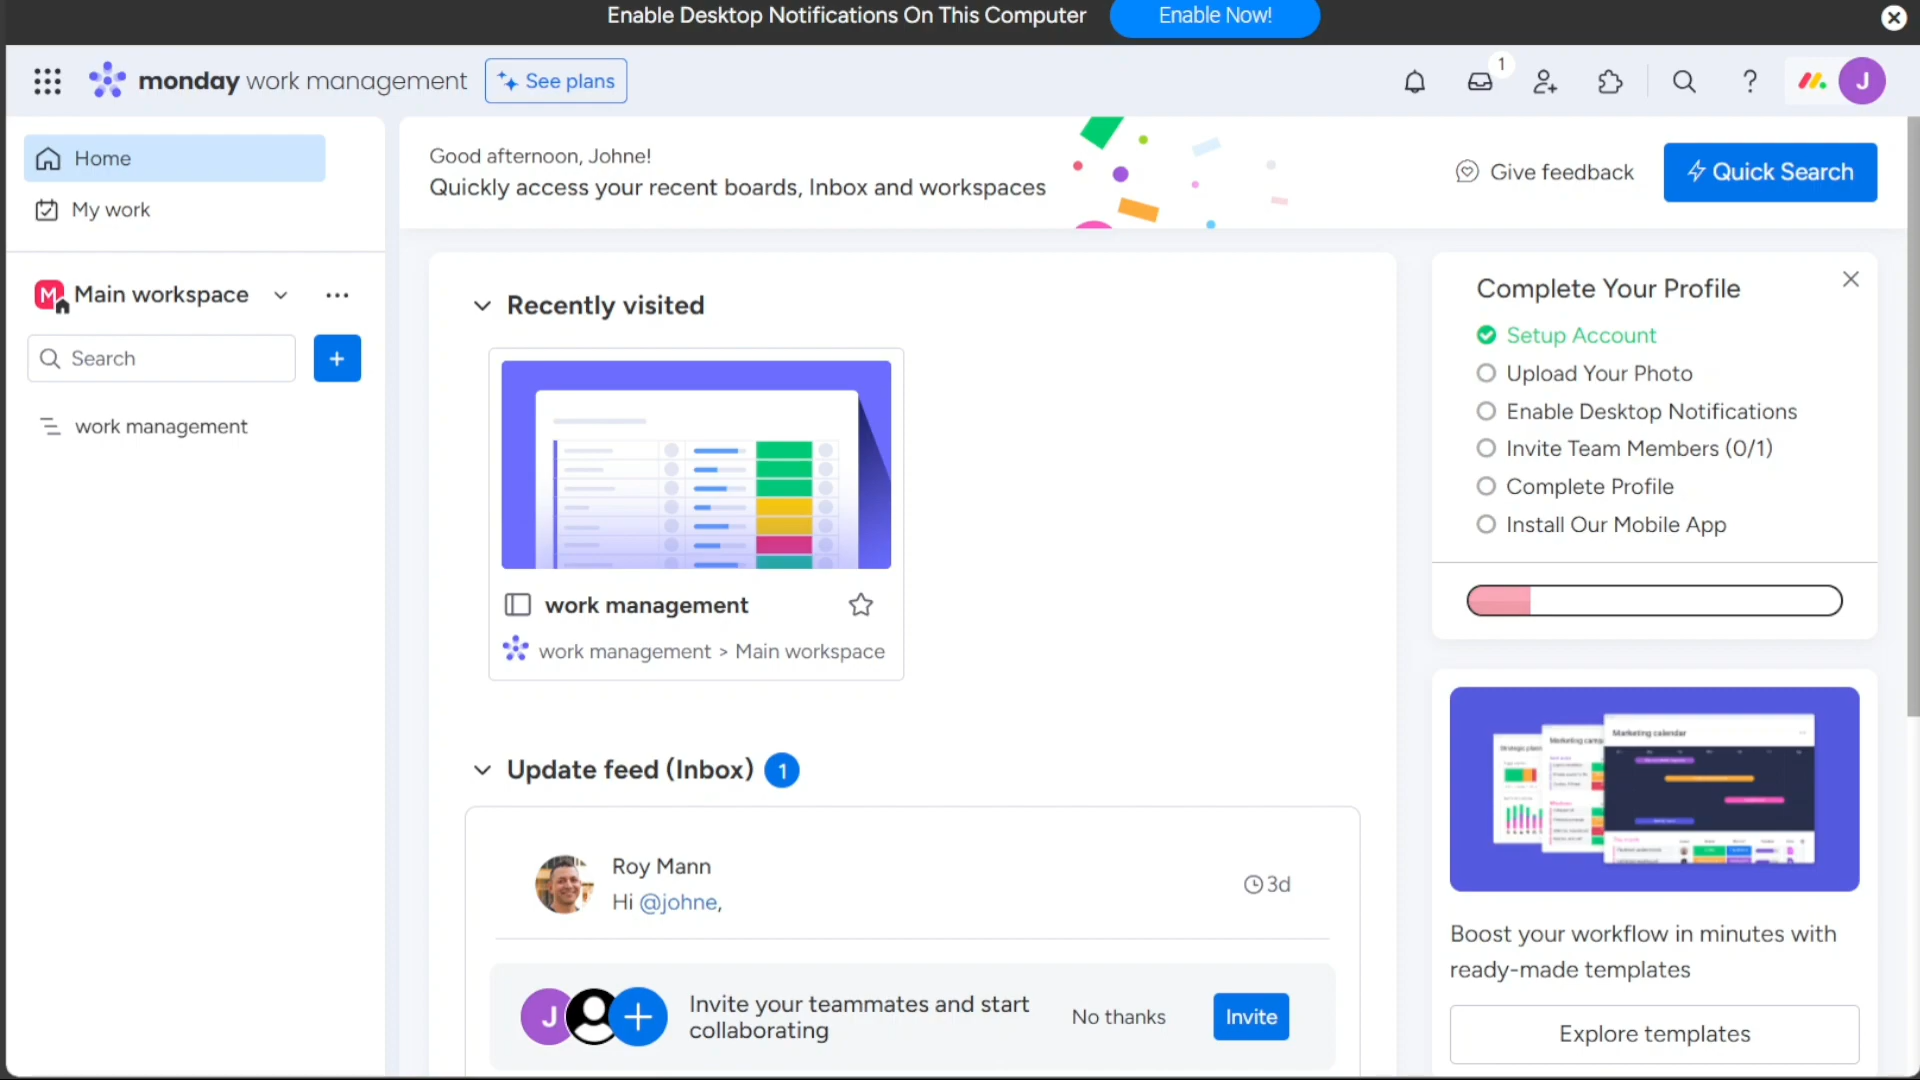 Enable Desktop Notifications On This Computer
Enable Now!
monday work management
See plans
1
J
Home
My work
Good afternoon, Johne!
Quickly access your recent boards, Inbox and workspaces
Give feedback
Quick Search
M Main workspace
Search
+
work management
Recently visited
work management
work management > Main workspace
Update feed (Inbox) 1
Roy Mann
Hi @johne,
3d
J
Invite your teammates and start
collaborating
No thanks
Invite
Complete Your Profile
Setup Account
Upload Your Photo
Enable Desktop Notifications
Invite Team Members (0/1)
Complete Profile
Install Our Mobile App
Marketing calendar
Boost your workflow in minutes with
ready-made templates
Explore templates